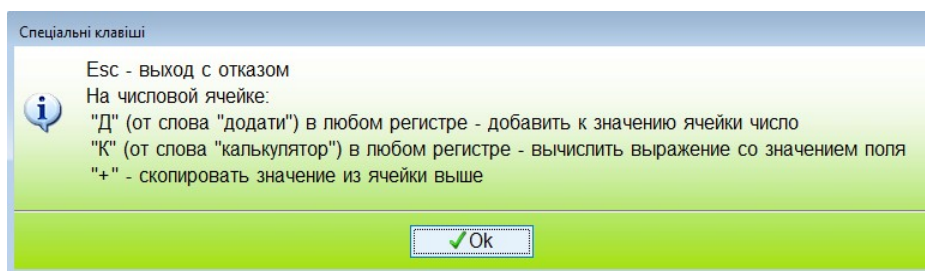 Спеціальні клавіші
Esc - выход с отказом
На числовой ячейке:
"Д" (от слова "додати") в любом регистре - добавить к значению ячейки число
"К" (от слова "калькулятор") в любом регистре - вычислить выражение со значением поля
"+" - скопировать значение из ячейки выше
Ok